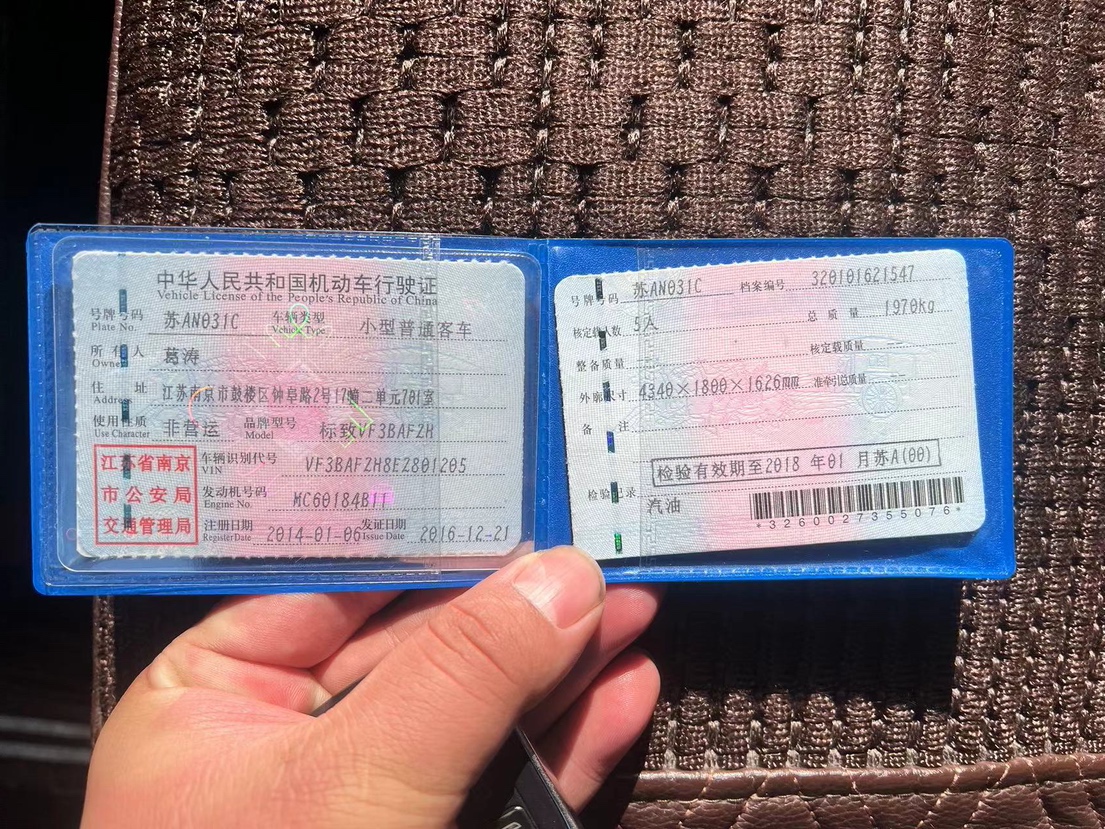 中华人民共和国机动车行驶证
Vehicle License of the People's Republic of China
号牌号码 苏AN031C 车辆类型 小型普通客车
Plate No. Vehicle Type
所有人 葛涛
Owner
住址 江苏南京市鼓楼区钟阜路2号17幢二单元701室
Address
使用性质 非营运 品牌型号 标致VF3BAFZH
Use Character Model
江苏省南京
市公安局
交通管理局
车辆识别代号 VF3BAFZH8E2801205
VIN
发动机号码 MC60184B11
Engine No.
注册日期 2014-01-06 发证日期 2016-12-21
Register Date Issue Date
号牌号码 苏AN031C 档案编号 320101621547
核定载人数 5人 总质量 1970kg
整备质量 核定载质量 --
外廓尺寸 4340×1800×1626mm 准牵引总质量 --
备注
检验有效期至2018 年01 月苏A(00)
检验记录
汽油
*3260027355076*